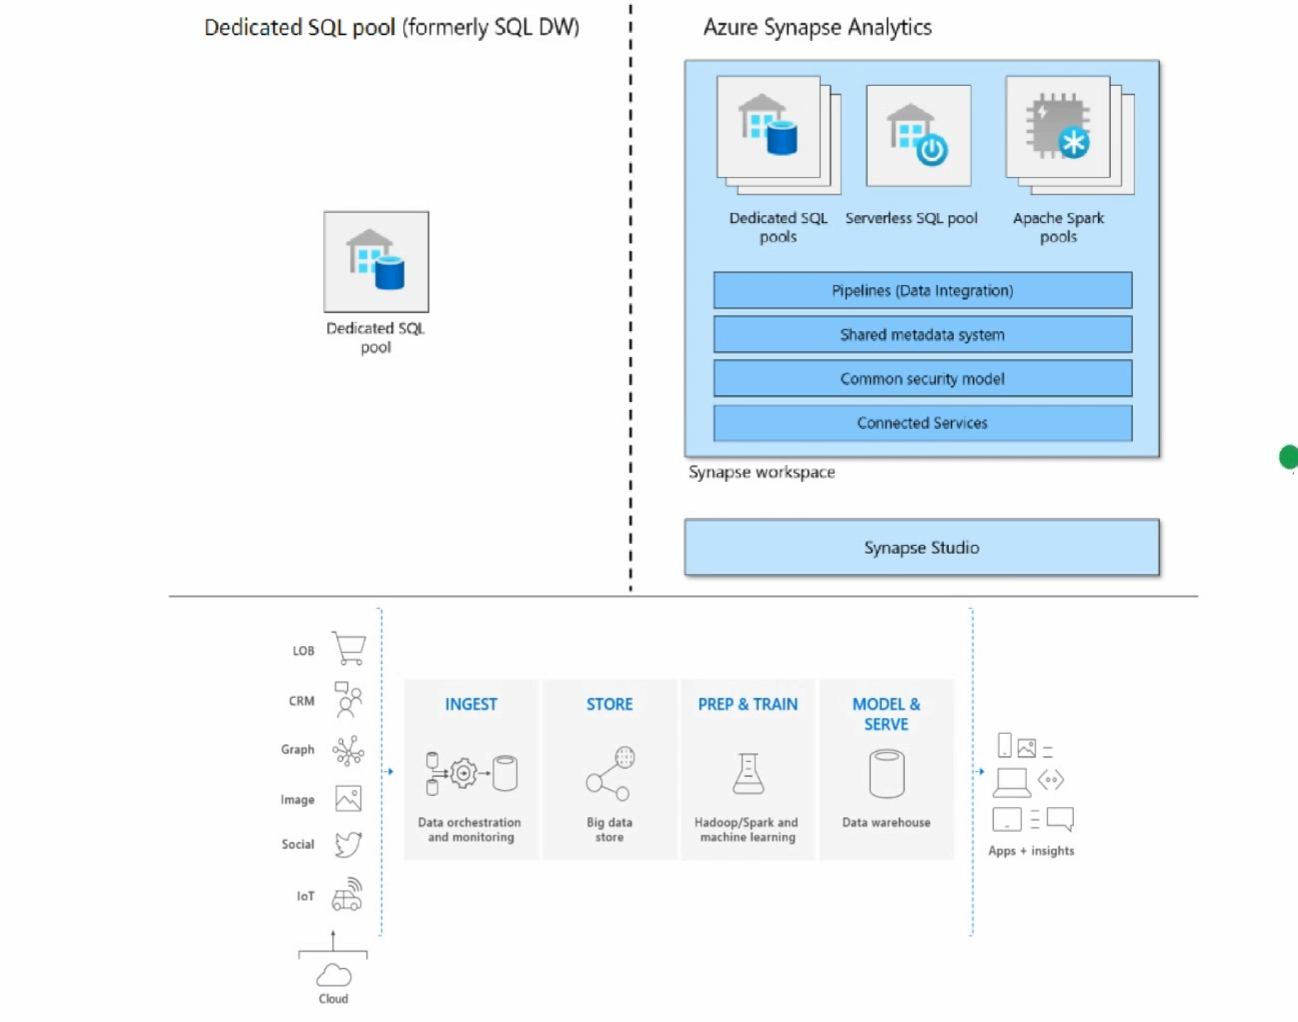 Dedicated SQL pool (formerly SQL DW)
Azure Synapse Analytics
Dedicated SQL
pool
Dedicated SQL
pools
Serverless SQL pool
Apache Spark
pools
Pipelines (Data Integration)
Shared metadata system
Common security model
Connected Services
Synapse workspace
Synapse Studio
LOB
CRM
Graph
Image
Social
IoT
Cloud
INGEST
Data orchestration
and monitoring
STORE
Big data
store
PREP & TRAIN
Hadoop/Spark and
machine learning
MODEL &
SERVE
Data warehouse
Apps + insights